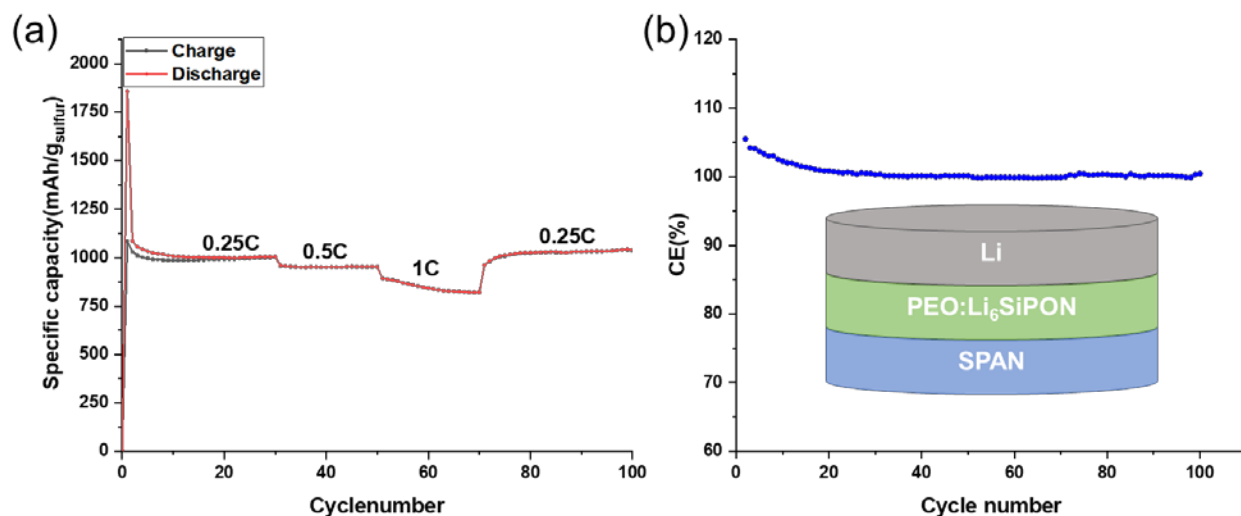 (a)
Charge
Discharge
2000
1750
1500
1250
1000
750
500
250
0
Specific capacity(mAh/gsulfur)
0.25C
0.5C
1C
0.25C
0
20
40
60
80
100
Cyclenumber
(b)
120
110
100
90
80
70
60
CE(%)
Li
PEO:Li₆SiPON
SPAN
0
20
40
60
80
100
Cycle number